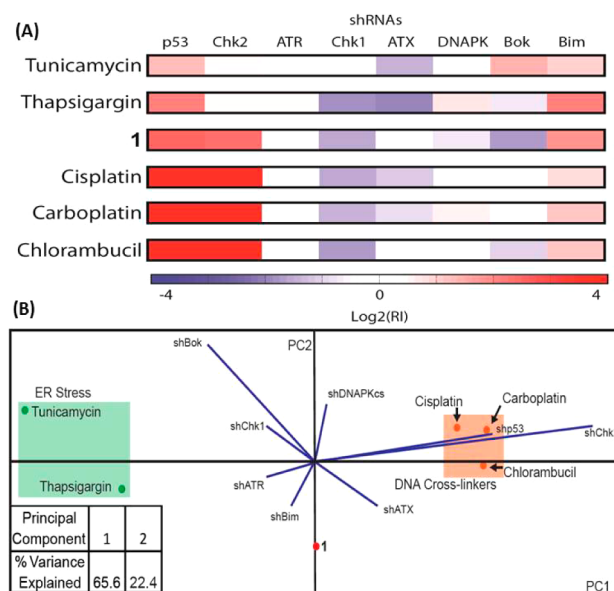 (A)
shRNAs
p53 Chk2 ATR Chk1 ATX DNAPK Bok Bim
Tunicamycin
Thapsigargin
1
Cisplatin
Carboplatin
Chlorambucil
-4 0 4
Log2(RI)
(B)
shBok
PC2
ER Stress
Tunicamycin
shDNAPKcs
Cisplatin
Carboplatin
shChk1
shp53
shChk
Thapsigargin
shATR
DNA Cross-linkers
Chlorambucil
shBim
shATX
1
Principal
Component
1 2
% Variance
Explained
65.6 22.4
PC1